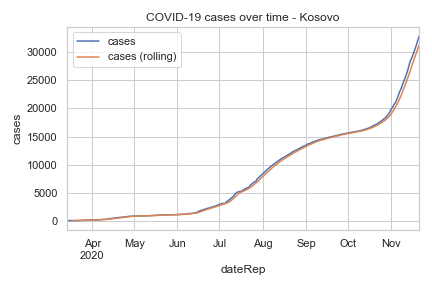 COVID-19 cases over time - Kosovo
cases
cases (rolling)
cases
30000
25000
20000
15000
10000
5000
0
Apr May Jun Jul Aug Sep Oct Nov
2020
dateRep